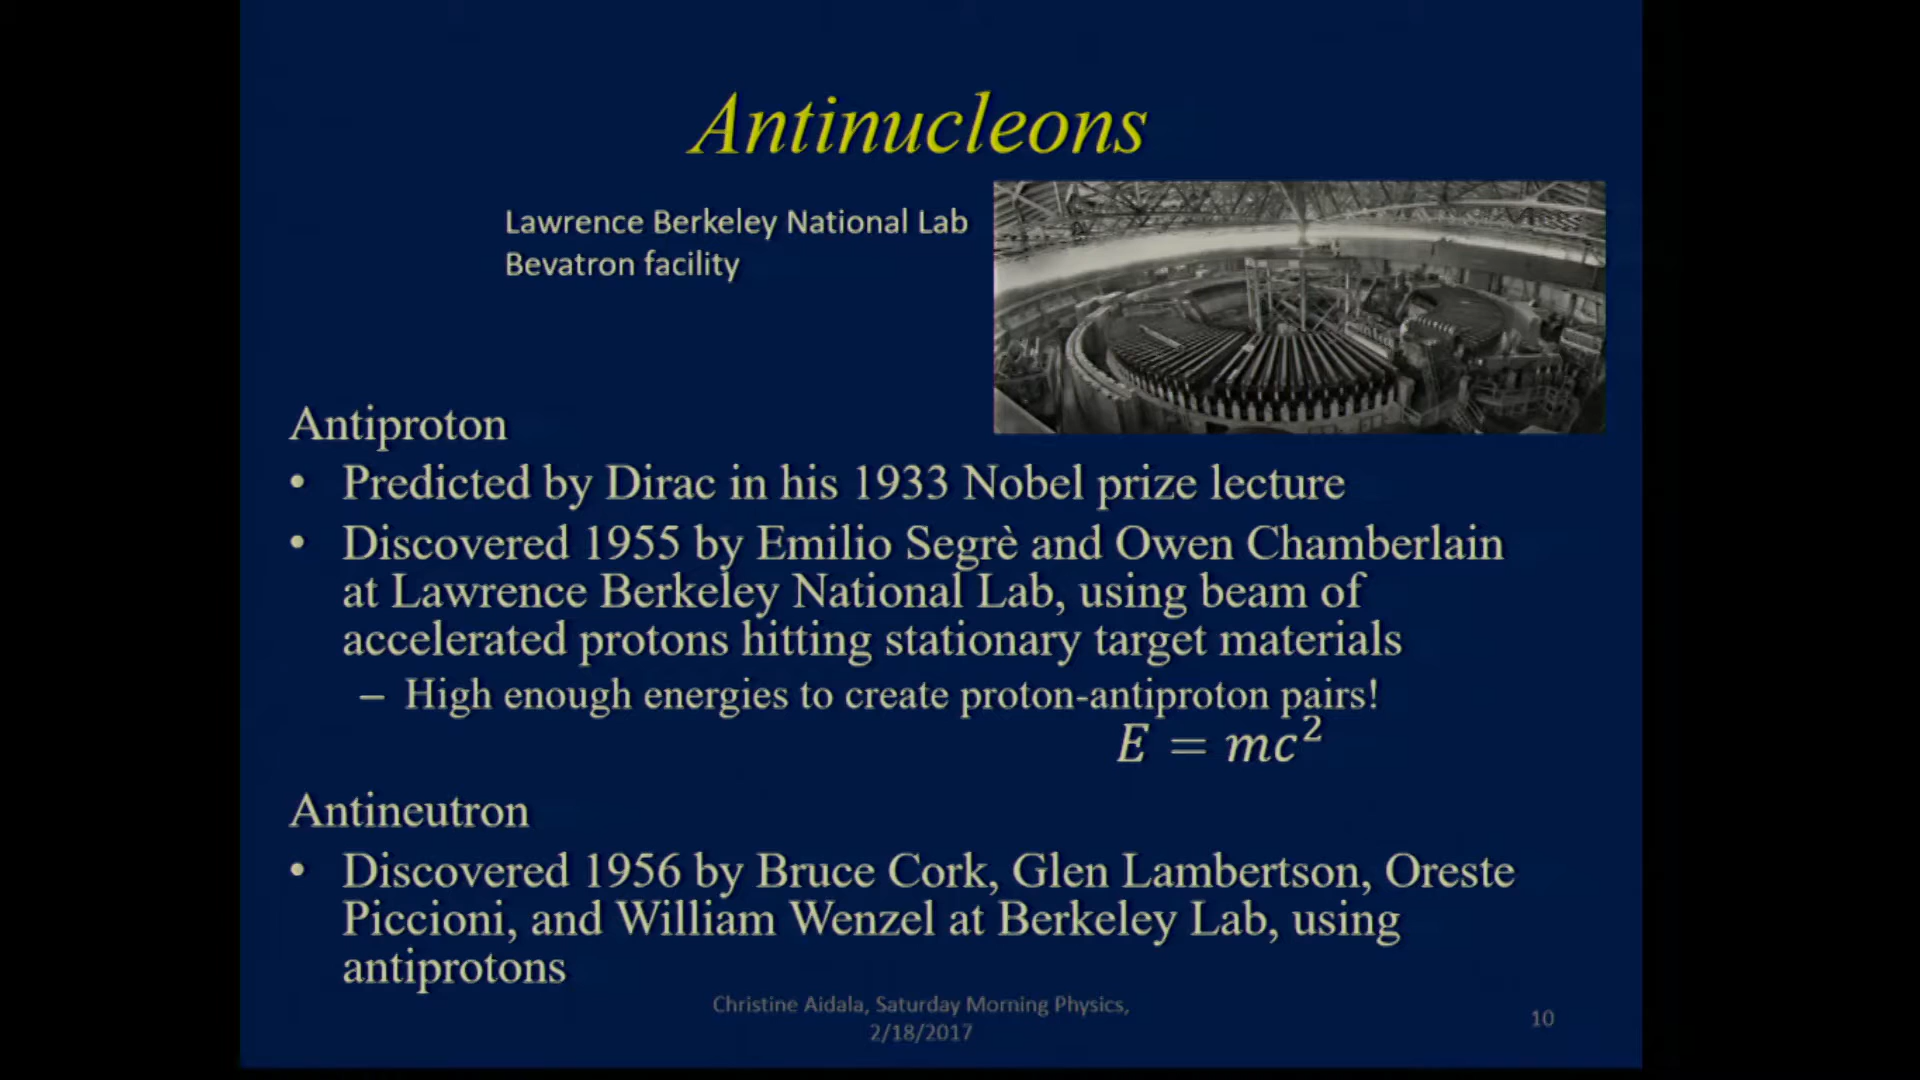 Antinucleons
Lawrence Berkeley National Lab
Bevatron facility
Antiproton
• Predicted by Dirac in his 1933 Nobel prize lecture
• Discovered 1955 by Emilio Segrè and Owen Chamberlain
at Lawrence Berkeley National Lab, using beam of
accelerated protons hitting stationary target materials
– High enough energies to create proton-antiproton pairs!
E = mc²
Antineutron
• Discovered 1956 by Bruce Cork, Glen Lambertson, Oreste
Piccioni, and William Wenzel at Berkeley Lab, using
antiprotons
Christine Aidala, Saturday Morning Physics,
2/18/2017
10